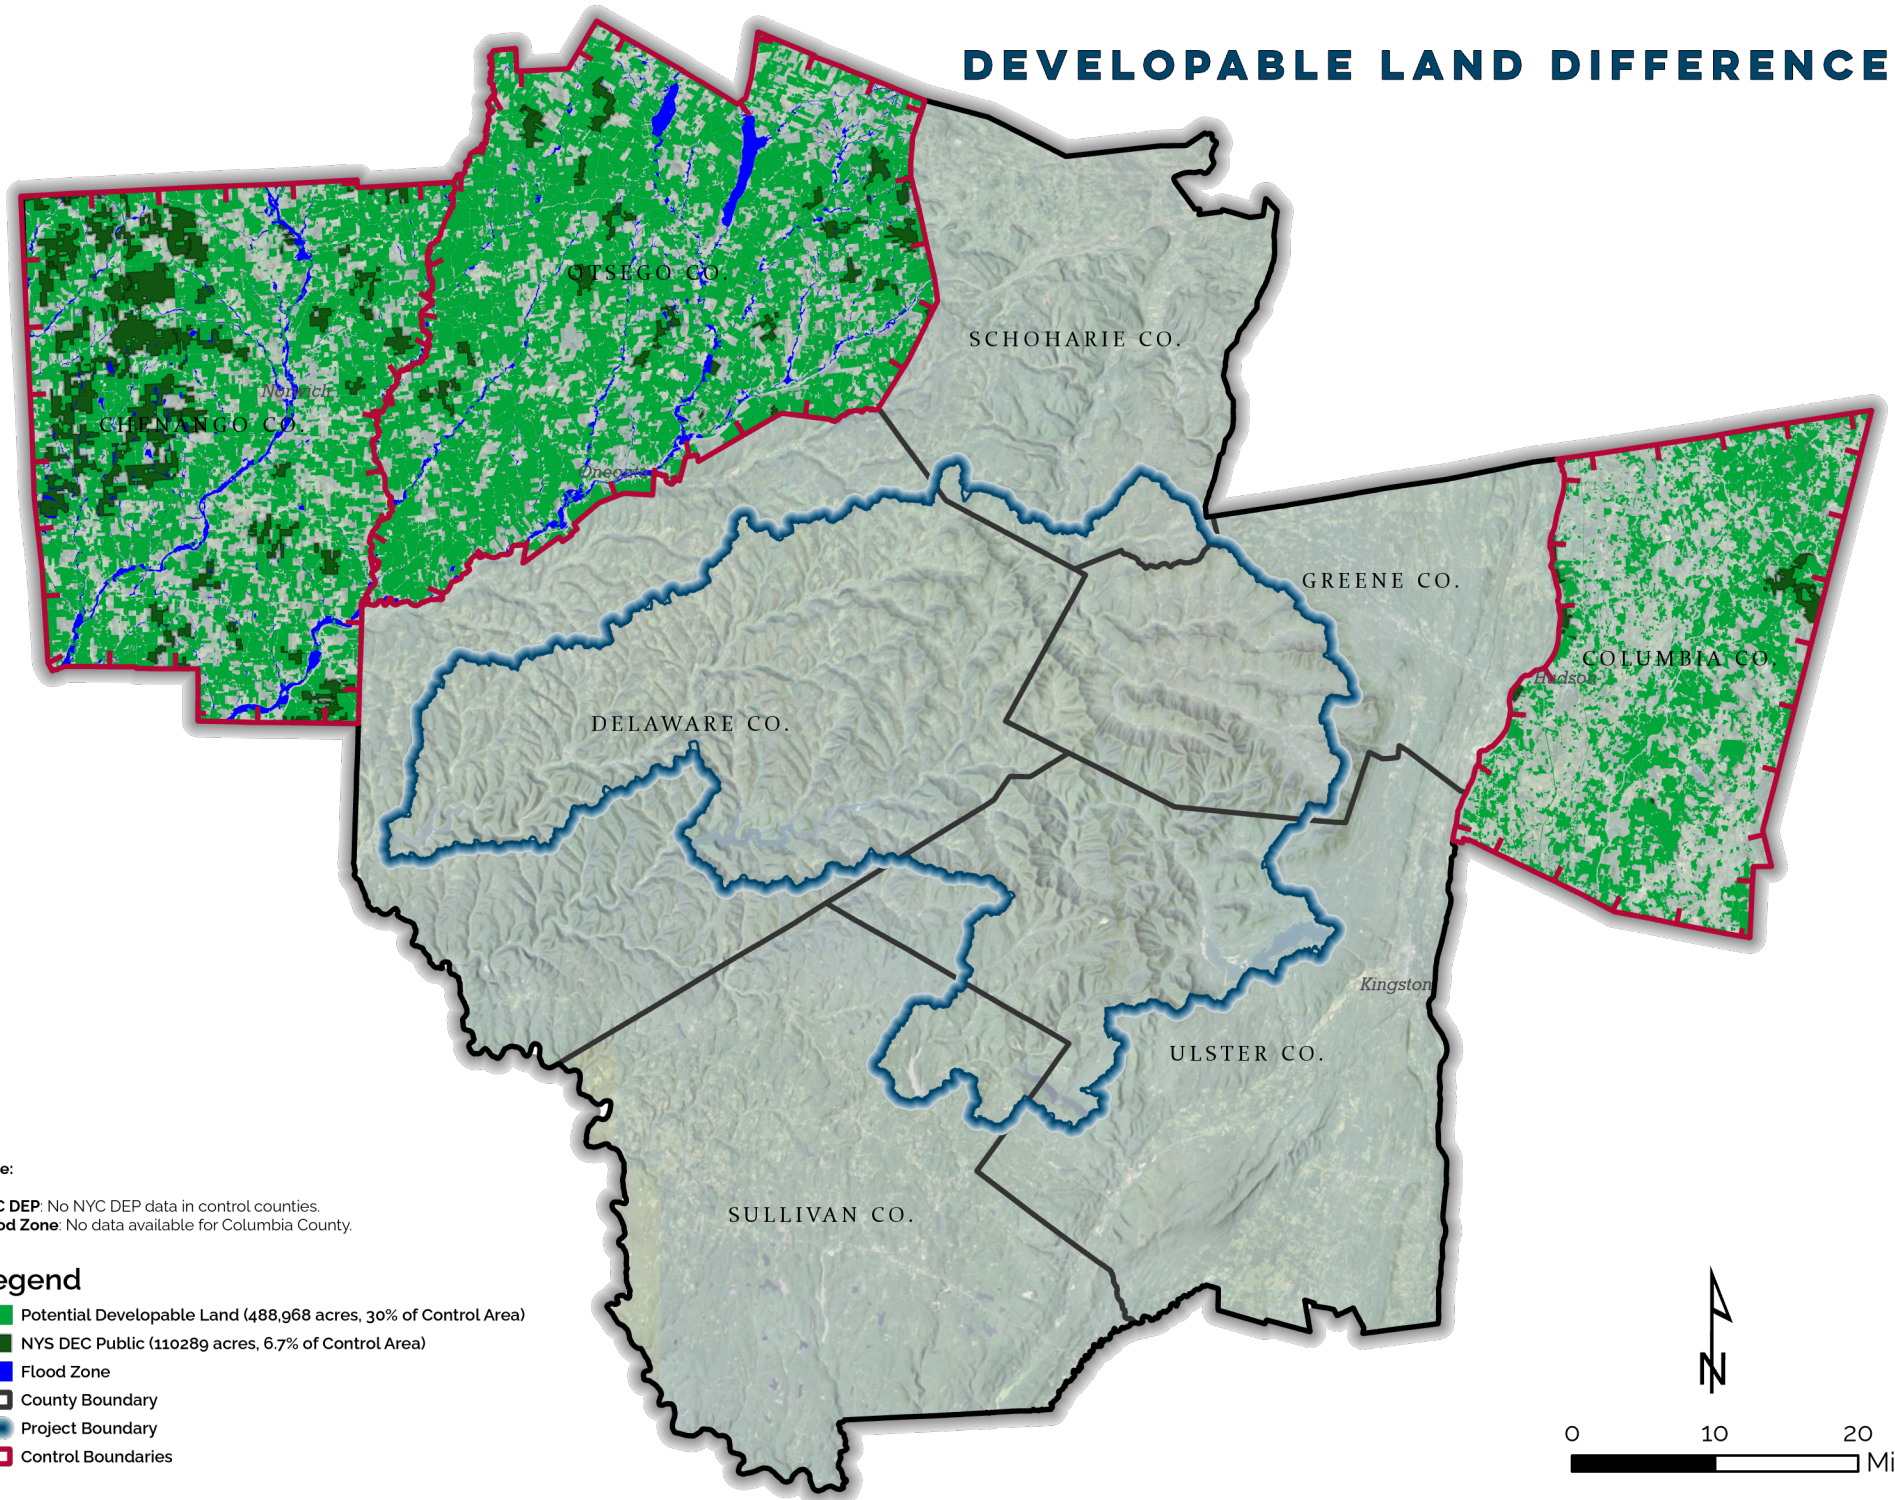 DEVELOPABLE LAND DIFFERENCE
OTSEGO CO.
SCHOHARIE CO.
Norwich
CHENANGO CO.
Oneonta
GREENE CO.
COLUMBIA CO.
Hudson
DELAWARE CO.
Kingston
ULSTER CO.
SULLIVAN CO.
e:
C DEP: No NYC DEP data in control counties.
od Zone: No data available for Columbia County.
egend
Potential Developable Land (488,968 acres, 30% of Control Area)
NYS DEC Public (110289 acres, 6.7% of Control Area)
Flood Zone
County Boundary
Project Boundary
Control Boundaries
N
0 10 20
Mi